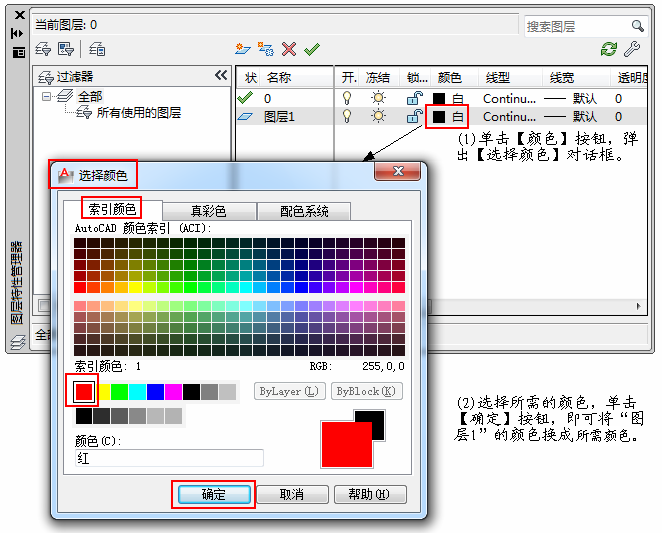 当前图层: 0
搜索图层
过滤器
全部
所有使用的图层
状 名称 开. 冻结 锁... 颜色 线型 线宽 透明度
0 白 Continu... 默认 0
图层1 白 Continu... 默认 0
(1)单击【颜色】按钮，弹
出【选择颜色】对话框。
选择颜色
索引颜色 真彩色 配色系统
AutoCAD 颜色索引 (ACI):
索引颜色: 1 RGB: 255,0,0
ByLayer(L) ByBlock(K)
颜色(C):
红
确定 取消 帮助(H)
(2)选择所需的颜色，单击
【确定】按钮，即可将“图
层1”的颜色换成所需颜色。
图层特性管理器
全部